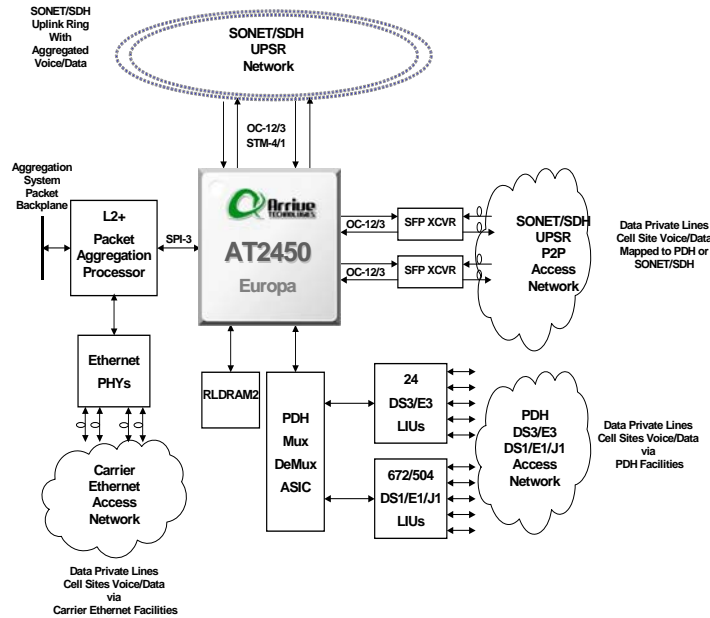 SONET/SDH
Uplink Ring
With
Aggregated
Voice/Data
SONET/SDH
UPSR
Network
OC-12/3
STM-4/1
Aggregation
System
Packet
Backplane
L2+
Packet
Aggregation
Processor
SPI-3
Arrive
TECHNOLOGIES
AT2450
Europa
OC-12/3
SFP XCVR
OC-12/3
SFP XCVR
SONET/SDH
UPSR
P2P
Access
Network
Data Private Lines
Cell Site Voice/Data
Mapped to PDH or
SONET/SDH
Ethernet
PHYs
RLDRAM2
PDH
Mux
DeMux
ASIC
24
DS3/E3
LIUs
672/504
DS1/E1/J1
LIUs
PDH
DS3/E3
DS1/E1/J1
Access
Network
Data Private Lines
Cell Sites Voice/Data
via
PDH Facilities
Carrier
Ethernet
Access
Network
Data Private Lines
Cell Sites Voice/Data
via
Carrier Ethernet Facilities